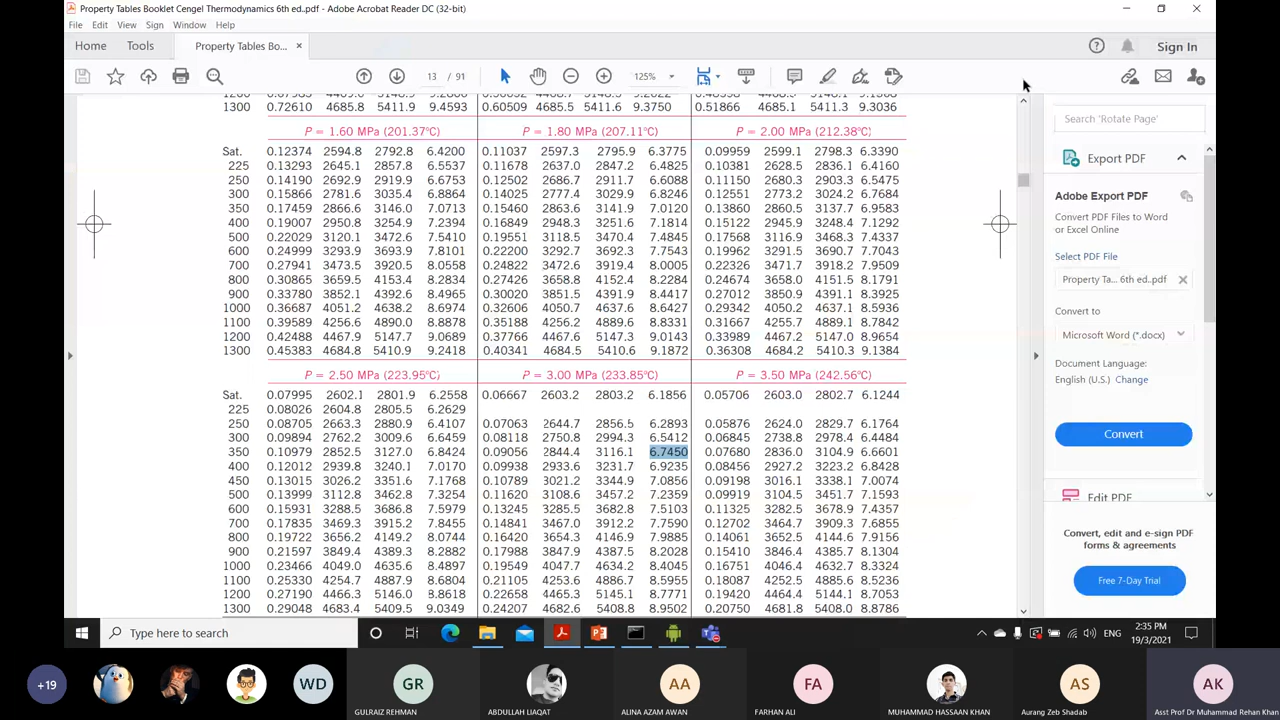 Property Tables Booklet Cengel Thermodynamics 6th ed..pdf - Adobe Acrobat Reader DC (32-bit)
File Edit View Sign Window Help
Home Tools Property Tables Bo... × Sign In
13 / 91 125%
1300 0.72610 4685.8 5411.9 9.4593 0.60509 4685.5 5411.6 9.3750 0.51866 4685.1 5411.3 9.3036
P = 1.60 MPa (201.37°C) P = 1.80 MPa (207.11°C) P = 2.00 MPa (212.38°C)
Sat. 0.12374 2594.8 2792.8 6.4200 0.11037 2597.3 2795.9 6.3775 0.09959 2599.1 2798.3 6.3390
225 0.13293 2645.1 2857.8 6.5537 0.11678 2637.0 2847.2 6.4825 0.10381 2628.5 2836.1 6.4160
250 0.14190 2692.9 2919.9 6.6753 0.12502 2686.7 2911.7 6.6088 0.11150 2680.3 2903.3 6.5475
300 0.15866 2781.6 3035.4 6.8864 0.14025 2777.4 3029.9 6.8246 0.12551 2773.2 3024.2 6.7684
350 0.17459 2866.6 3146.0 7.0713 0.15460 2863.6 3141.9 7.0120 0.13860 2860.5 3137.7 6.9583
400 0.19007 2950.8 3254.9 7.2394 0.16849 2948.3 3251.6 7.1814 0.15122 2945.9 3248.4 7.1292
500 0.22029 3120.1 3472.6 7.5410 0.19551 3118.5 3470.4 7.4845 0.17568 3116.9 3468.3 7.4337
600 0.24999 3293.9 3693.9 7.8101 0.22200 3292.7 3692.3 7.7543 0.19962 3291.5 3690.7 7.7043
700 0.27941 3473.5 3920.5 8.0558 0.24822 3472.6 3919.4 8.0005 0.22326 3471.7 3918.2 7.9509
800 0.30865 3659.5 4153.4 8.2834 0.27426 3658.8 4152.4 8.2284 0.24674 3658.0 4151.5 8.1791
900 0.33780 3852.1 4392.6 8.4965 0.30020 3851.5 4391.9 8.4417 0.27012 3850.9 4391.1 8.3925
1000 0.36687 4051.2 4638.2 8.6974 0.32606 4050.7 4637.6 8.6427 0.29342 4050.2 4637.1 8.5936
1100 0.39589 4256.6 4890.0 8.8878 0.35188 4256.2 4889.6 8.8331 0.31667 4255.7 4889.1 8.7842
1200 0.42488 4467.9 5147.7 9.0689 0.37766 4467.6 5147.3 9.0143 0.33989 4467.2 5147.0 8.9654
1300 0.45383 4684.8 5410.9 9.2418 0.40341 4684.5 5410.6 9.1872 0.36308 4684.2 5410.3 9.1384
P = 2.50 MPa (223.95°C) P = 3.00 MPa (233.85°C) P = 3.50 MPa (242.56°C)
Sat. 0.07995 2602.1 2801.9 6.2558 0.06667 2603.2 2803.2 6.1856 0.05706 2603.0 2802.7 6.1244
225 0.08026 2604.8 2805.5 6.2629
250 0.08705 2663.3 2880.9 6.4107 0.07063 2644.7 2856.5 6.2893 0.05876 2624.0 2829.7 6.1764
300 0.09894 2762.2 3009.6 6.6459 0.08118 2750.8 2994.3 6.5412 0.06845 2738.8 2978.4 6.4484
350 0.10979 2852.5 3127.0 6.8424 0.09056 2844.4 3116.1 6.7450 0.07680 2836.0 3104.9 6.6601
400 0.12012 2939.8 3240.1 7.0170 0.09938 2933.6 3231.7 6.9235 0.08456 2927.2 3223.2 6.8428
450 0.13015 3026.2 3351.6 7.1768 0.10789 3021.2 3344.9 7.0856 0.09198 3016.1 3338.1 7.0074
500 0.13999 3112.8 3462.8 7.3254 0.11620 3108.6 3457.2 7.2359 0.09919 3104.5 3451.7 7.1593
600 0.15931 3288.5 3686.8 7.5979 0.13245 3285.5 3682.8 7.5103 0.11325 3282.5 3678.9 7.4357
700 0.17835 3469.3 3915.2 7.8455 0.14841 3467.0 3912.2 7.7590 0.12702 3464.7 3909.3 7.6855
800 0.19722 3656.2 4149.2 8.0744 0.16420 3654.3 4146.9 7.9885 0.14061 3652.5 4144.6 7.9156
900 0.21597 3849.4 4389.3 8.2882 0.17988 3847.9 4387.5 8.2028 0.15410 3846.4 4385.7 8.1304
1000 0.23466 4049.0 4635.6 8.4897 0.19549 4047.7 4634.2 8.4045 0.16751 4046.4 4632.7 8.3324
1100 0.25330 4254.7 4887.9 8.6804 0.21105 4253.6 4886.7 8.5955 0.18087 4252.5 4885.6 8.5236
1200 0.27190 4466.3 5146.0 8.8618 0.22658 4465.3 5145.1 8.7771 0.19420 4464.4 5144.1 8.7053
1300 0.29048 4683.4 5409.5 9.0349 0.24207 4682.6 5408.8 8.9502 0.20750 4681.8 5408.0 8.8786
Search 'Rotate Page'
Export PDF
Adobe Export PDF
Convert PDF Files to Word
or Excel Online
Select PDF File
Property Ta... 6th ed..pdf
Convert to
Microsoft Word (*.docx)
Document Language:
English (U.S.) Change
Convert
Edit PDF
Convert, edit and e-sign PDF
forms & agreements
Free 7-Day Trial
Type here to search
ENG
2:35 PM
19/3/2021
+19
WD
GR
GULRAIZ REHMAN
ABDULLAH LIAQAT
AA
ALINA AZAM AWAN
FA
FARHAN ALI
MUHAMMAD HASSAAN KHAN
AS
Aurang Zeb Shadab
AK
Asst Prof Dr Muhammad Rehan Khan